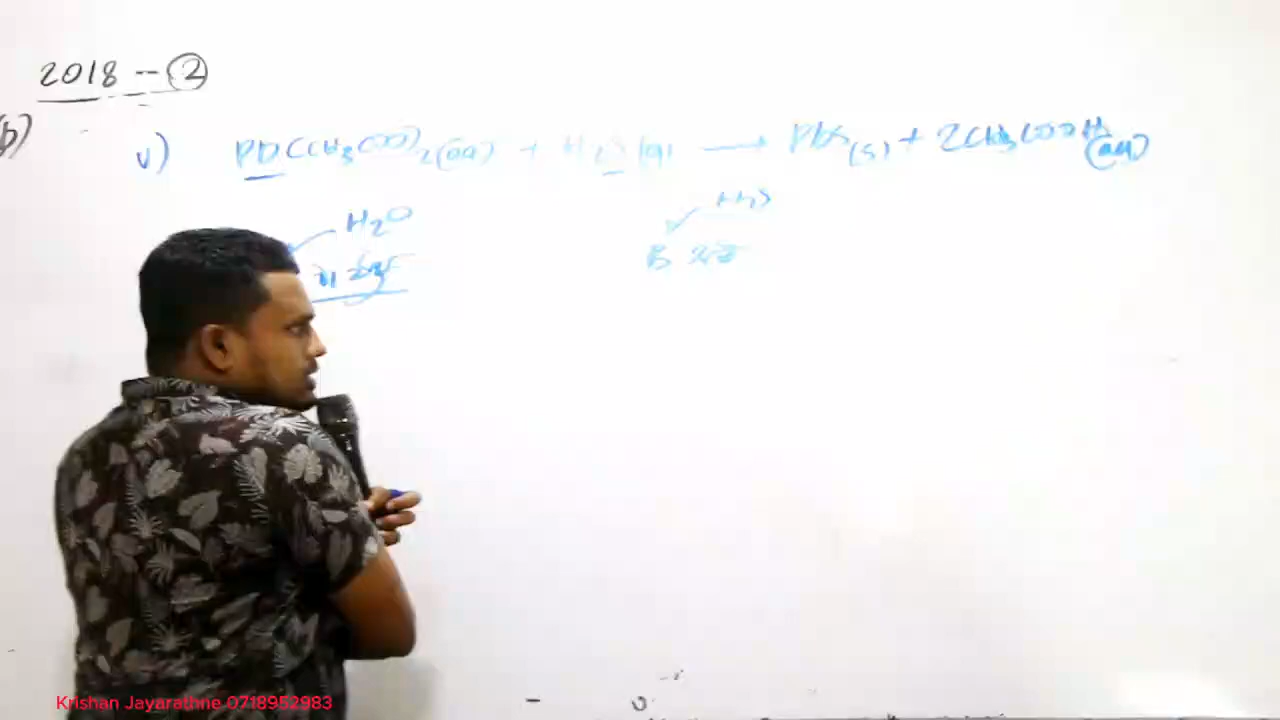 2018 -- ②
b)
v) Pb(CH₃COO)₂(aq) + H₂S(g) ⟶ PbS(s) + 2CH₃COOH(aq)
H₂O H₂S
B
Krishan Jayarathne 0718952983